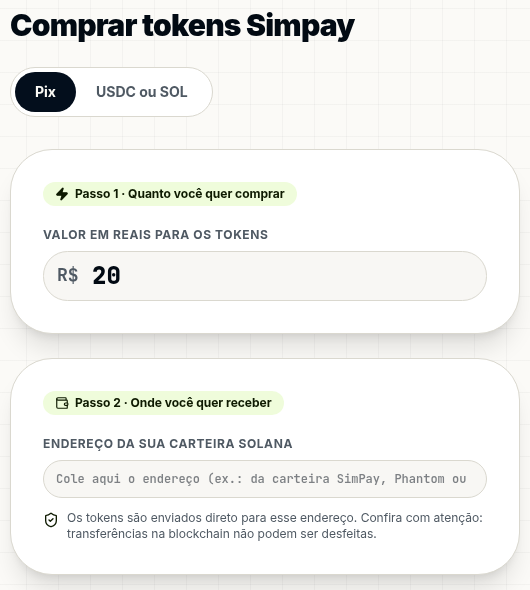 Comprar tokens Simpay
Pix
USDC ou SOL
Passo 1 · Quanto você quer comprar
VALOR EM REAIS PARA OS TOKENS
R$ 20
Passo 2 · Onde você quer receber
ENDEREÇO DA SUA CARTEIRA SOLANA
Cole aqui o endereço (ex.: da carteira SimPay, Phantom ou
Os tokens são enviados direto para esse endereço. Confira com atenção:
transferências na blockchain não podem ser desfeitas.